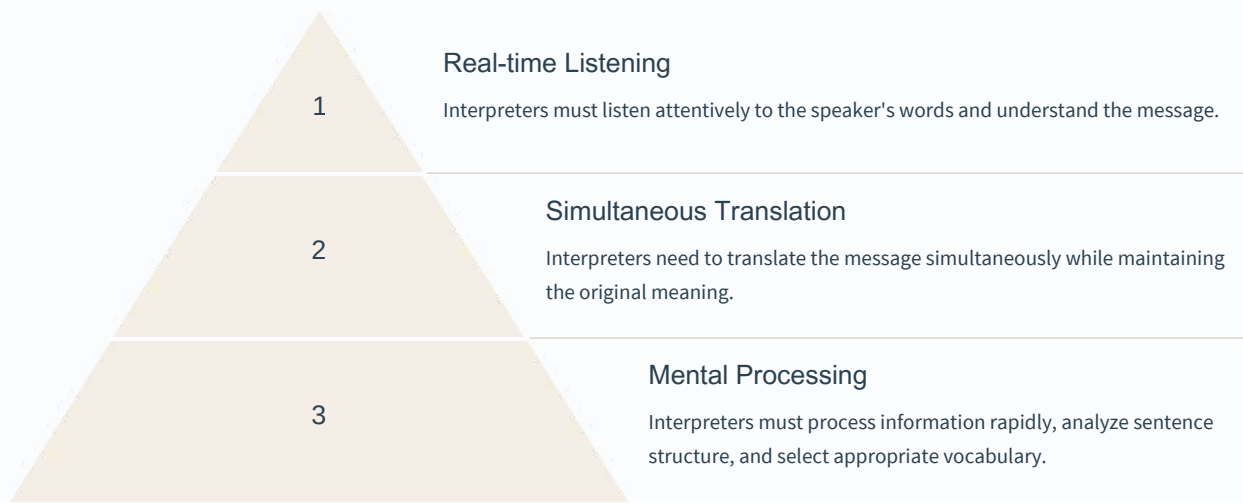 1
Real-time Listening
Interpreters must listen attentively to the speaker's words and understand the message.
2
Simultaneous Translation
Interpreters need to translate the message simultaneously while maintaining
the original meaning.
3
Mental Processing
Interpreters must process information rapidly, analyze sentence
structure, and select appropriate vocabulary.